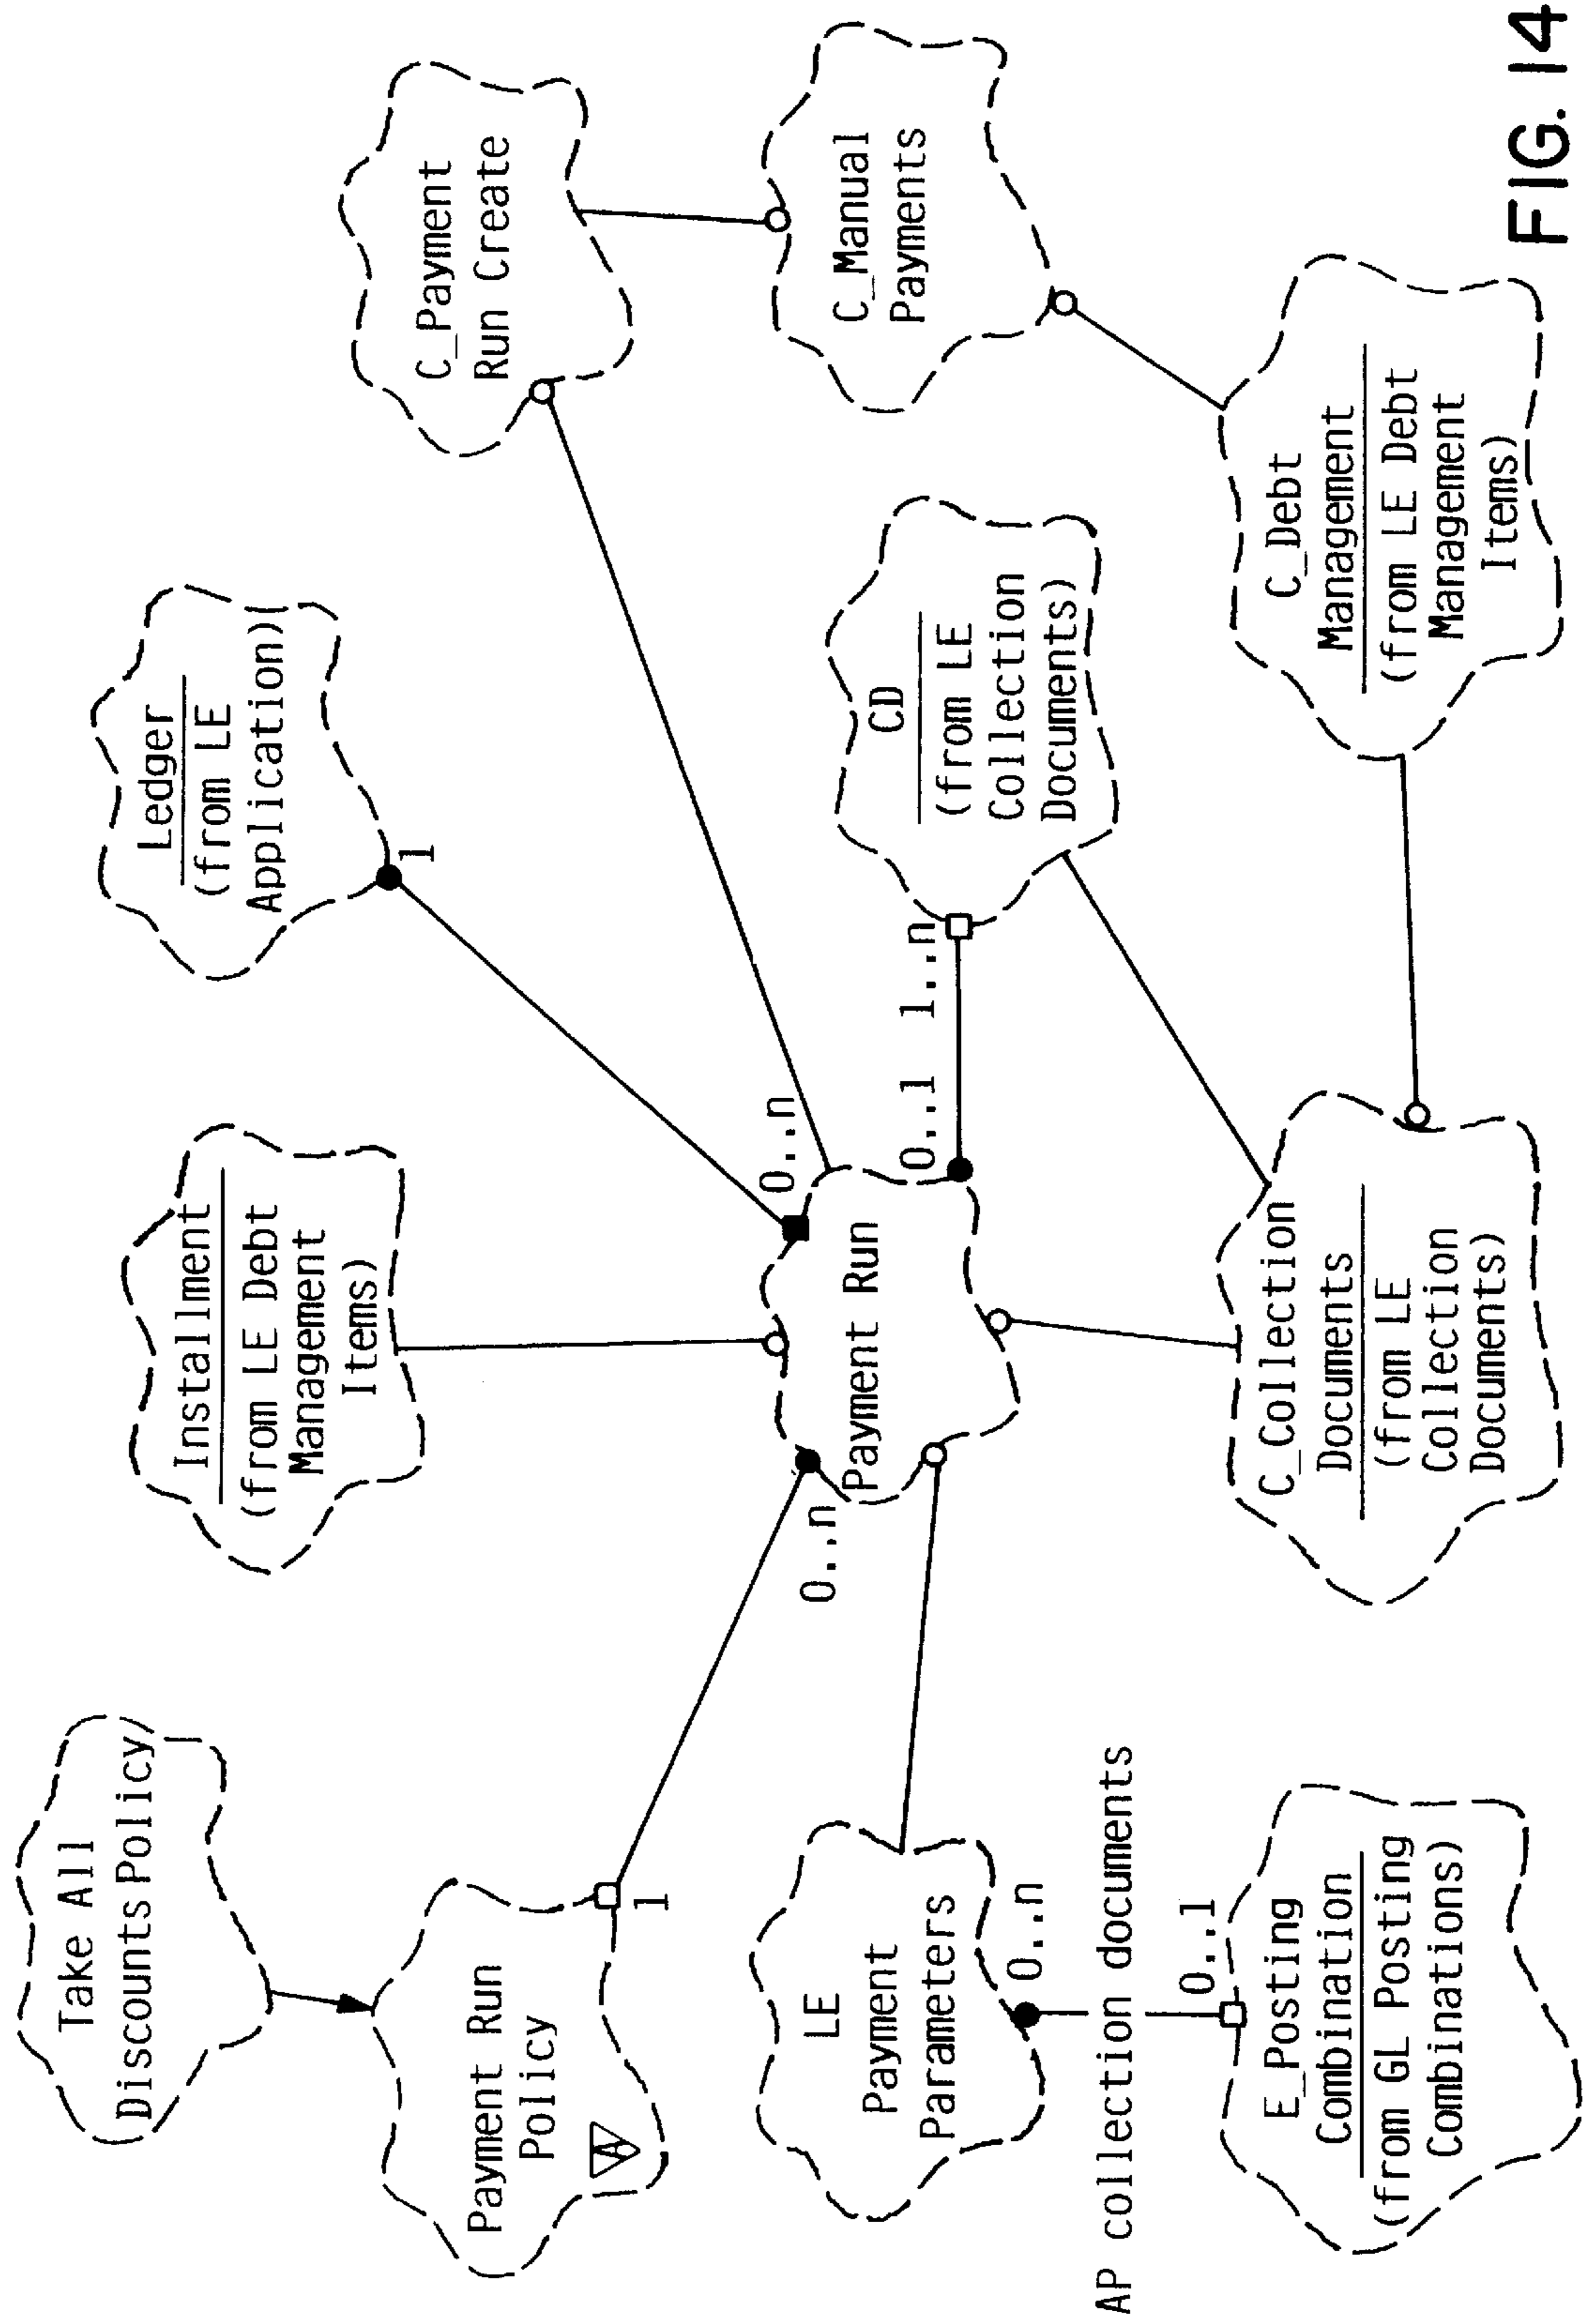 Take All
Discounts Policy
Installment
(from LE Debt
Management
Items)
Ledger
(from LE
Application)
C_Payment
Run Create
Payment Run
Policy
A
1
0..n
0..n
1
LE
Payment
Parameters
0..n
Payment Run
0..1 1..n
CD
(from LE
Collection
Documents)
C_Manual
Payments
AP collection documents
0..1
E_Posting
Combination
(from GL Posting
Combinations)
C_Collection
Documents
(from LE
Collection
Documents)
C_Debt
Management
(from LE Debt
Management
Items)
FIG. 14